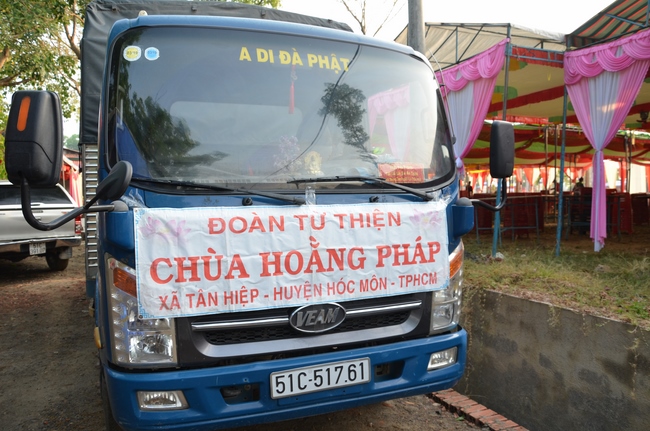 A DI ĐÀ PHẬT
ĐOÀN TƯ THIỆN
CHÙA HOẰNG PHÁP
XÃ TÂN HIỆP - HUYỆN HÓC MÔN - TPHCM
VEAM
51C-517.61